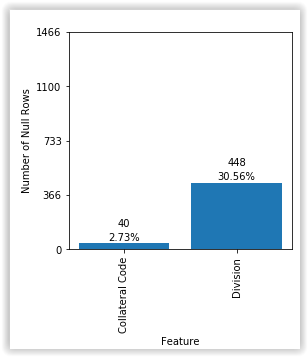 1466
1100
733
366
0
Number of Null Rows
40
2.73%
448
30.56%
Collateral Code
Division
Feature